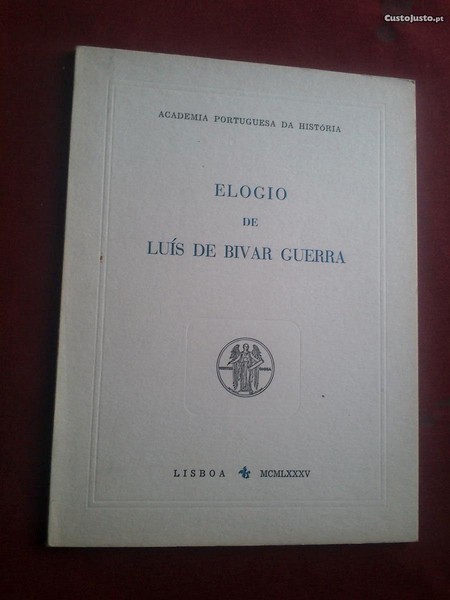 CustoJusto.pt
ACADEMIA PORTUGUESA DA HISTÓRIA
ELOGIO
DE
LUÍS DE BIVAR GUERRA
LISBOA MCMLXXXV